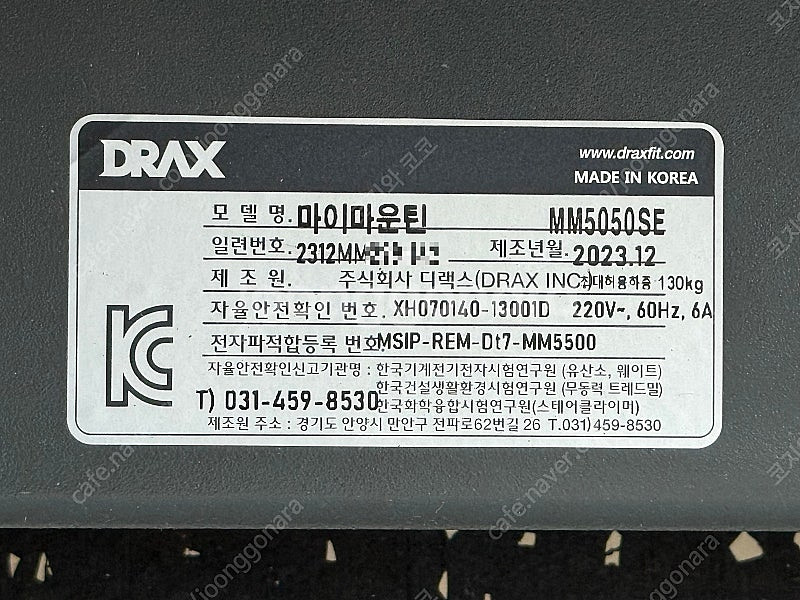 DRAX
www.draxfit.com
MADE IN KOREA
모 델 명. 마이마운틴 MM5050SE
일련번호. 2312MM 제조년월. 2023.12
제 조 원. 주식회사 디랙스(DRAX INC.) 최대허용하중 130kg
자율안전확인 번호. XH070140-13001D 220V~, 60Hz, 6A
전자파적합등록 번호. MSIP-REM-Dt7-MM5500
자율안전확인신고기관명 : 한국기계전기전자시험연구원 (유산소, 웨이트)
한국건설생활환경시험연구원 (무동력 트레드밀)
T) 031-459-8530 한국화학융합시험연구원(스테이클라이머)
제조원 주소 : 경기도 안양시 만안구 전파로62번길 26 T.031)459-8530
cafe.naver.com/joonggonara